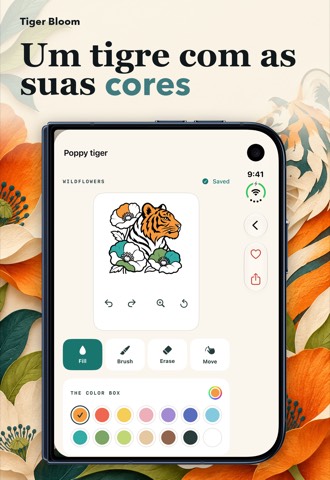 Tiger Bloom
Um tigre com as
suas cores
Poppy tiger
9:41
WILDFLOWERS
Saved
Fill
Brush
Erase
Move
THE COLOR BOX